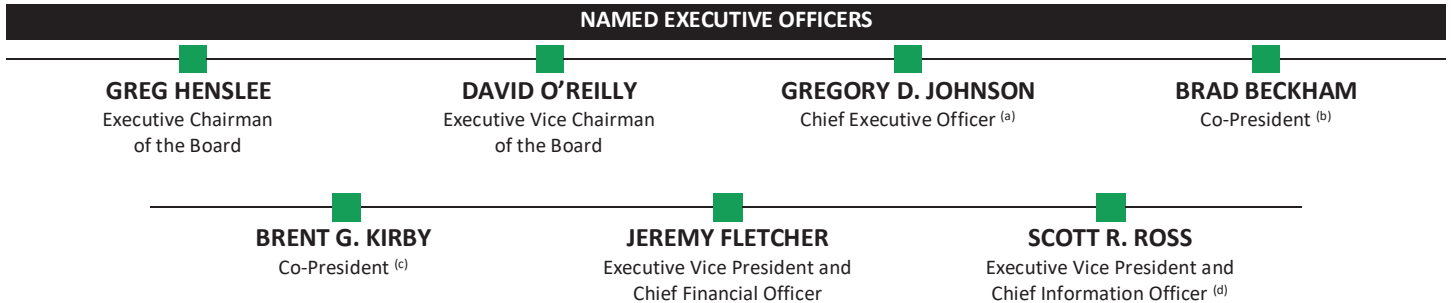 NAMED EXECUTIVE OFFICERS
GREG HENSLEE
Executive Chairman
of the Board
DAVID O’REILLY
Executive Vice Chairman
of the Board
GREGORY D. JOHNSON
Chief Executive Officer (a)
BRAD BECKHAM
Co-President (b)
BRENT G. KIRBY
Co-President (c)
JEREMY FLETCHER
Executive Vice President and
Chief Financial Officer
SCOTT R. ROSS
Executive Vice President and
Chief Information Officer (d)